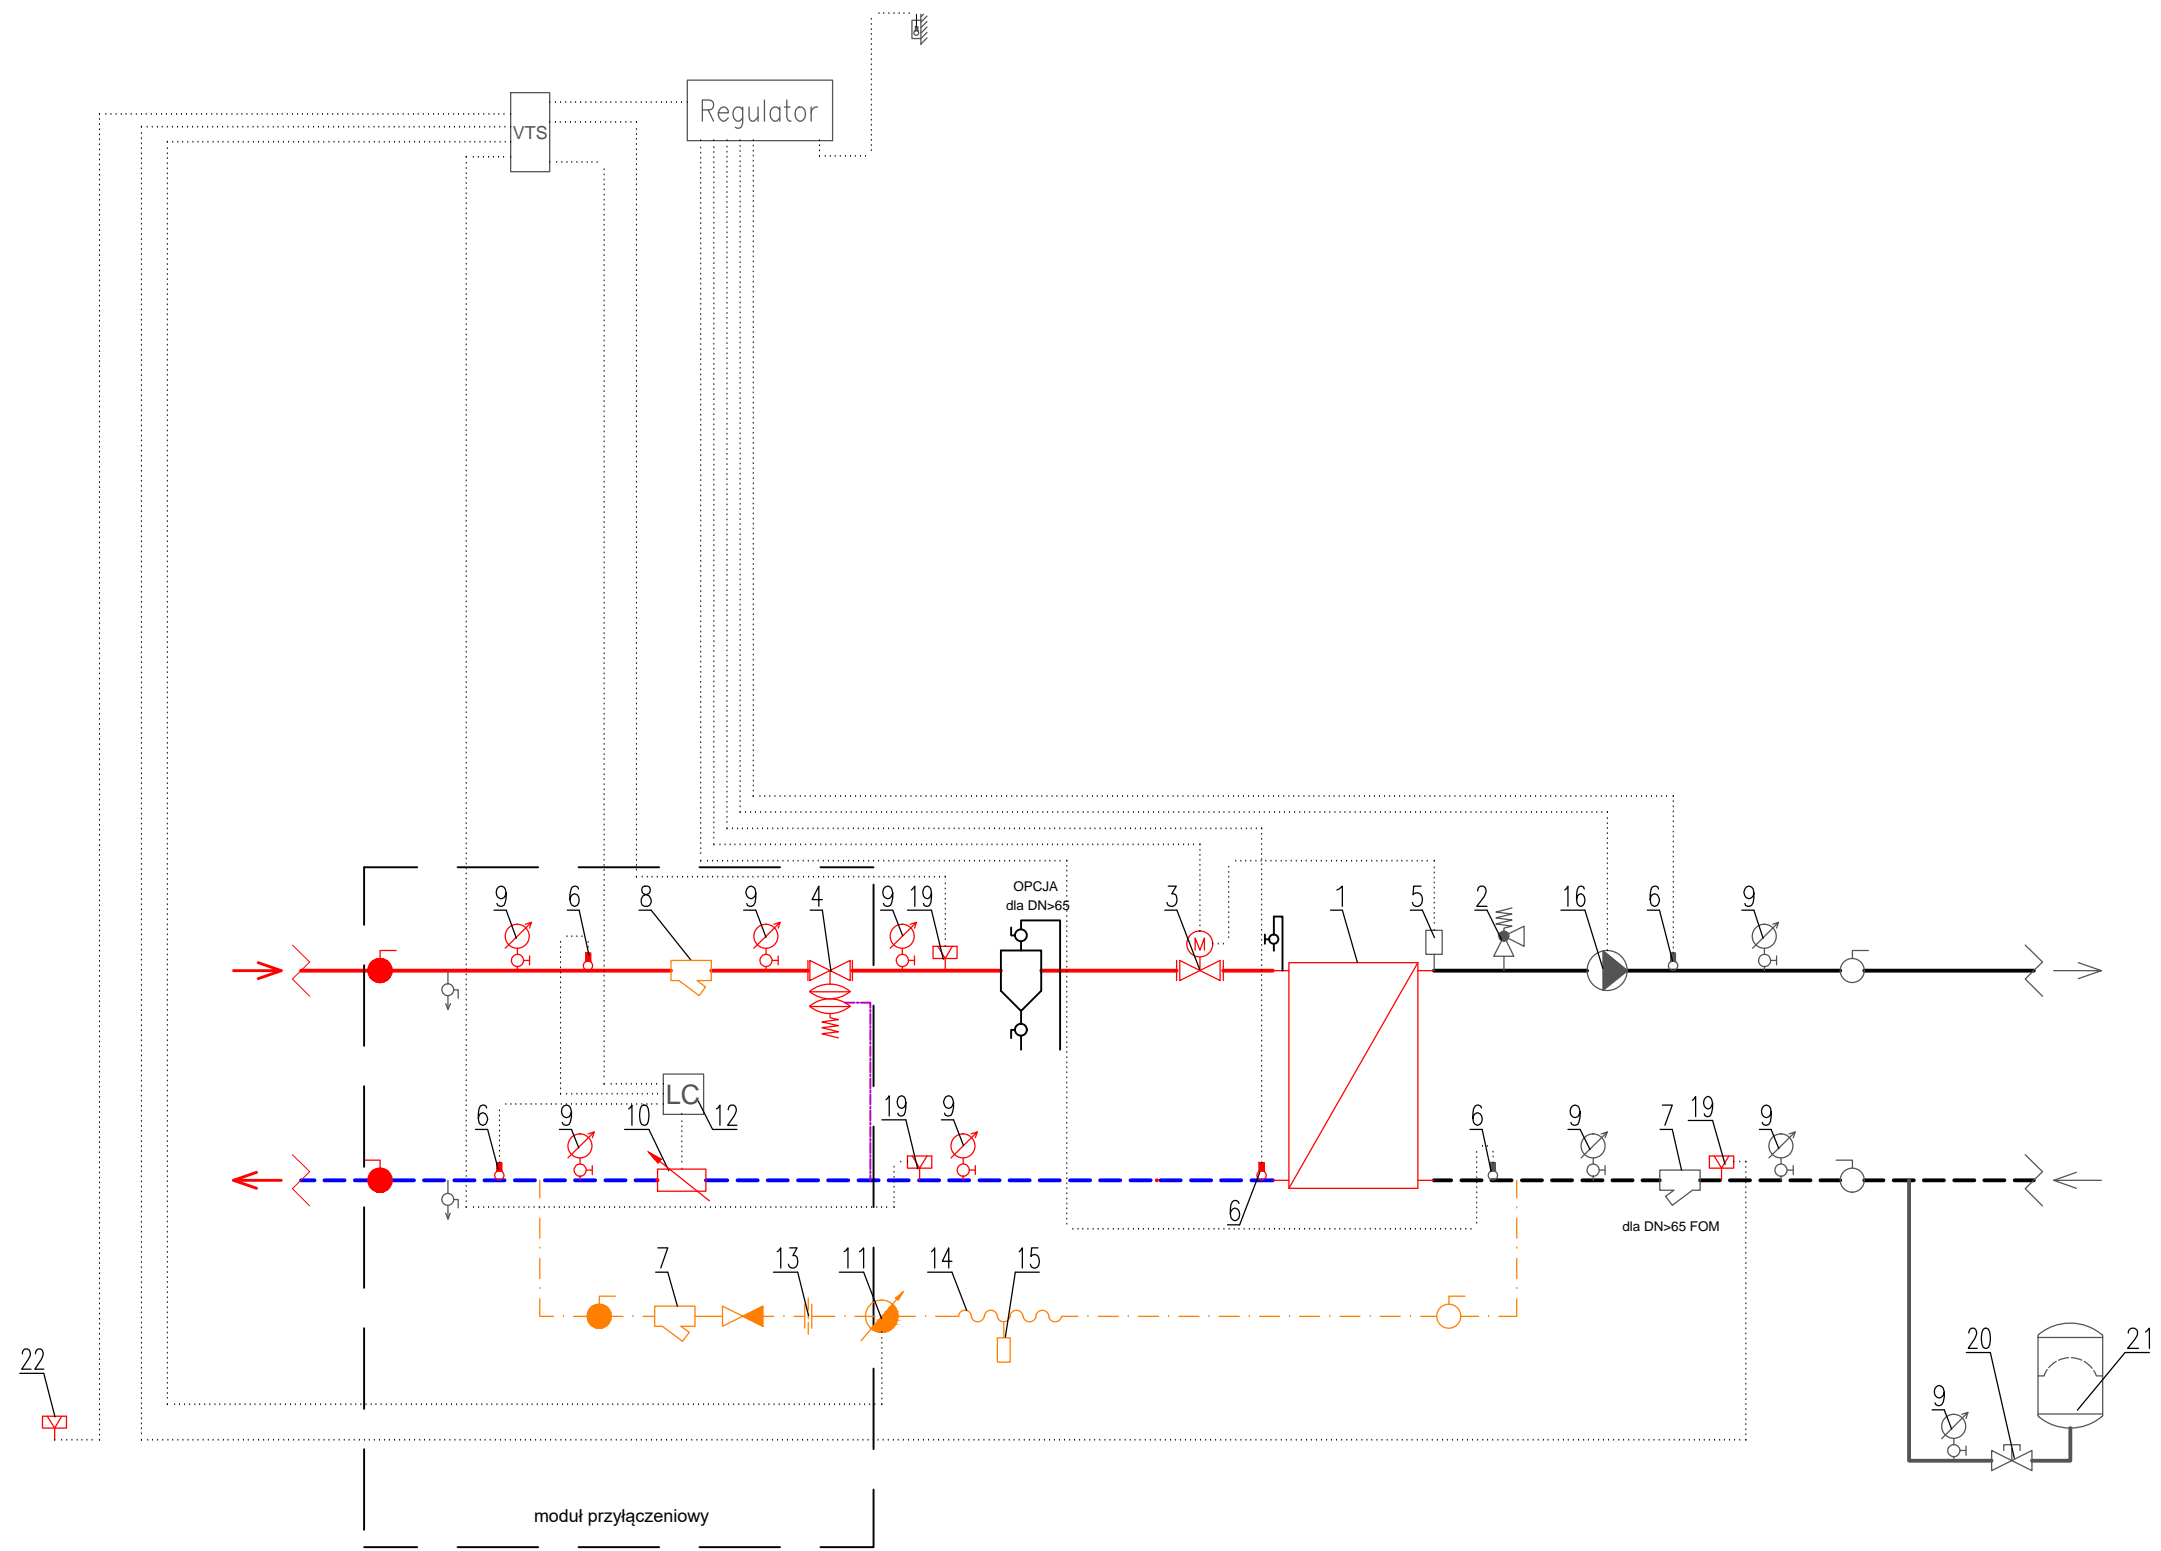 Regulator
VTS
OPCJA
dla DN>65
9 6 8 9 4 9 19 3 1 5 2 16 6 9
M
LC
6 9 10 12 19 9 6 9 7 19 9
6
dla DN>65 FOM
7 13 11 14 15
22 20 21
9
moduł przyłączeniowy